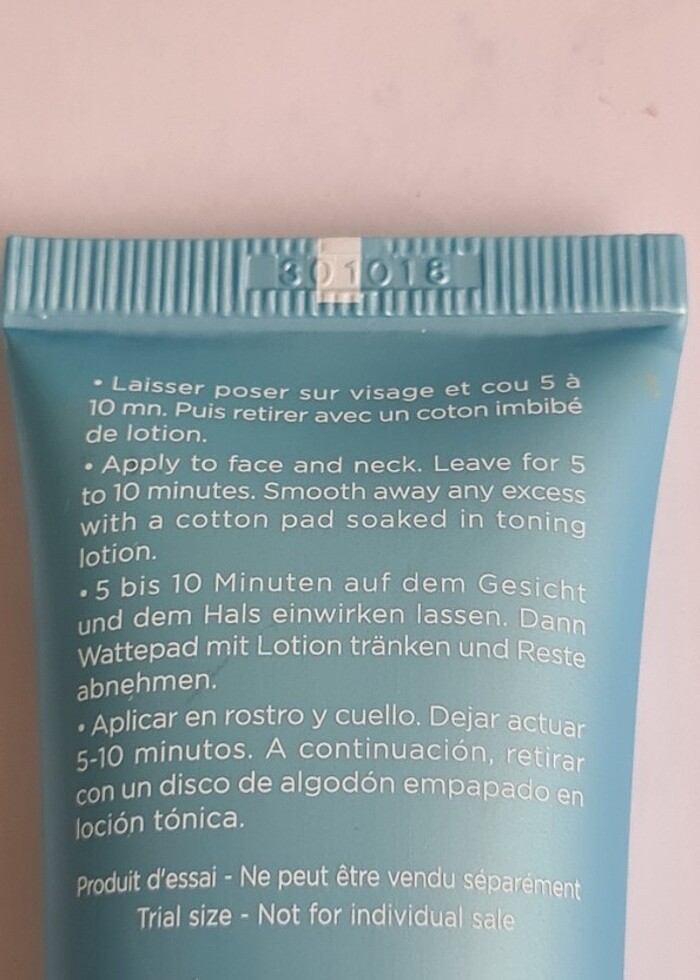 301018
• Laisser poser sur visage et cou 5 à
10 mn. Puis retirer avec un coton imbibé
de lotion.
• Apply to face and neck. Leave for 5
to 10 minutes. Smooth away any excess
with a cotton pad soaked in toning
lotion.
• 5 bis 10 Minuten auf dem Gesicht
und dem Hals einwirken lassen. Dann
Wattepad mit Lotion tränken und Reste
abnehmen.
• Aplicar en rostro y cuello. Dejar actuar
5-10 minutos. A continuación, retirar
con un disco de algodón empapado en
loción tónica.
Produit d'essai - Ne peut être vendu séparément
Trial size - Not for individual sale